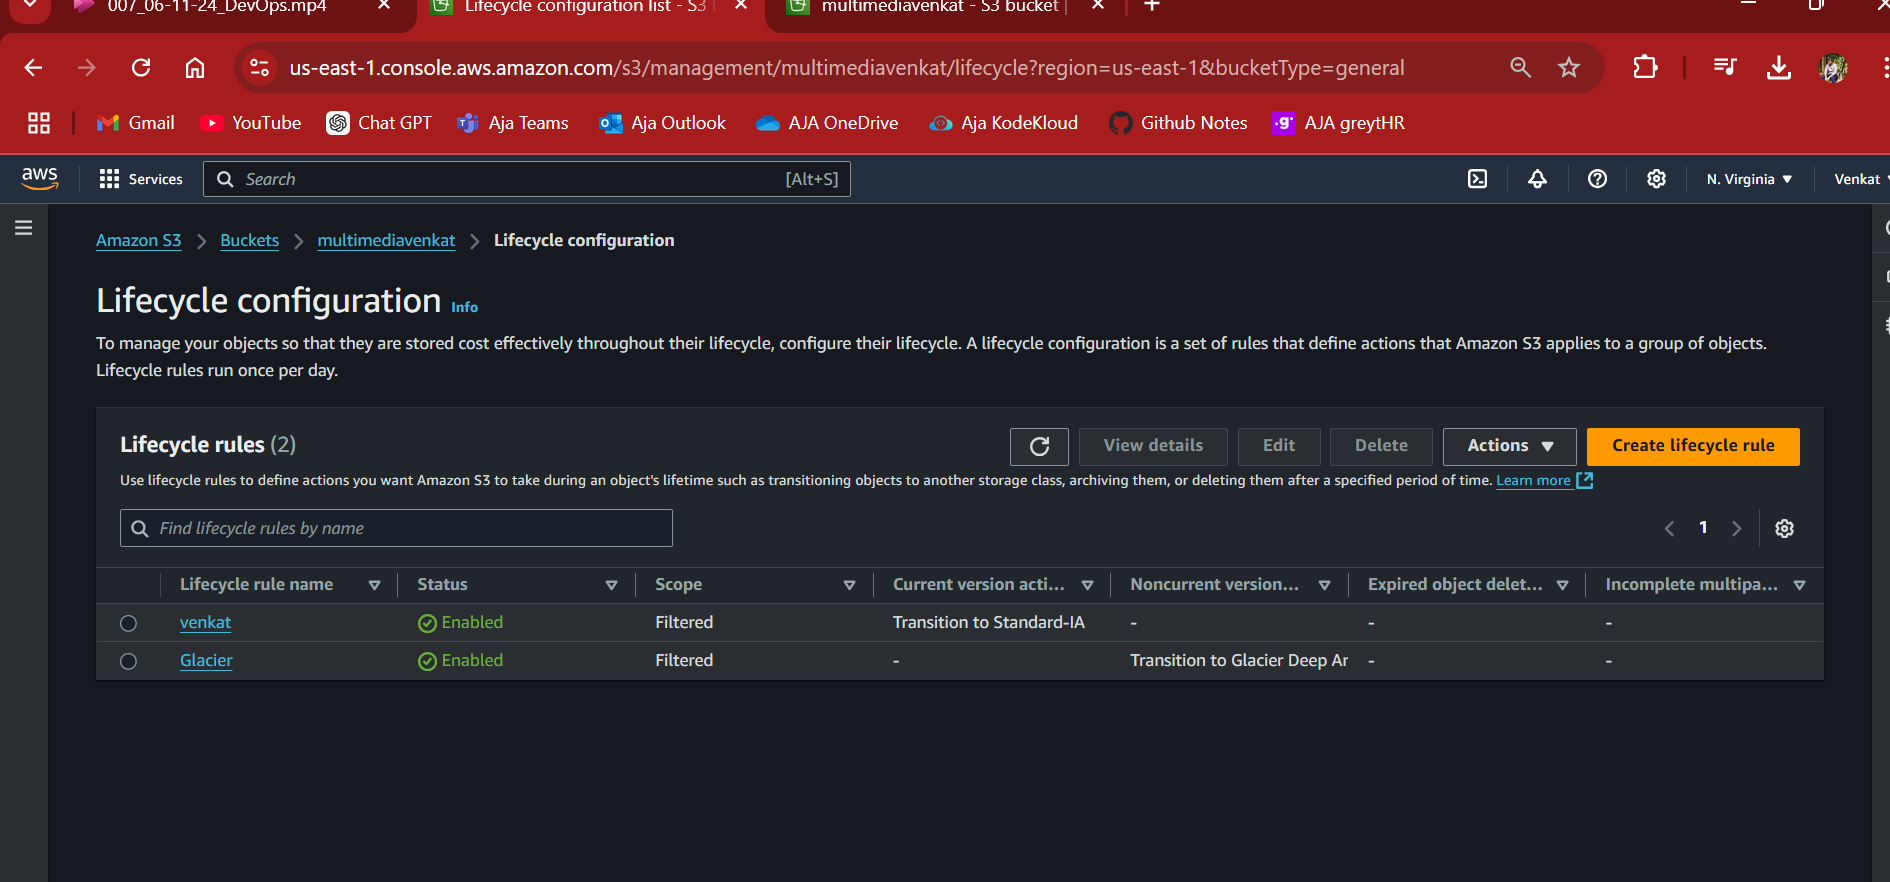 007_06-11-24_DevOps.mp4
Lifecycle configuration list - S3
multimediavenkat - S3 bucket
us-east-1.console.aws.amazon.com/s3/management/multimediavenkat/lifecycle?region=us-east-1&bucketType=general
Gmail YouTube Chat GPT Aja Teams Aja Outlook AJA OneDrive Aja KodeKloud Github Notes AJA greytHR
aws Services Search [Alt+S] N. Virginia Venkat
Amazon S3 Buckets multimediavenkat Lifecycle configuration
Lifecycle configuration Info
To manage your objects so that they are stored cost effectively throughout their lifecycle, configure their lifecycle. A lifecycle configuration is a set of rules that define actions that Amazon S3 applies to a group of objects.
Lifecycle rules run once per day.
Lifecycle rules (2) View details Edit Delete Actions Create lifecycle rule
Use lifecycle rules to define actions you want Amazon S3 to take during an object's lifetime such as transitioning objects to another storage class, archiving them, or deleting them after a specified period of time. Learn more
Find lifecycle rules by name 1
Lifecycle rule name Status Scope Current version acti... Noncurrent version... Expired object delet... Incomplete multipa...
venkat Enabled Filtered Transition to Standard-IA - - -
Glacier Enabled Filtered - Transition to Glacier Deep Ar - -